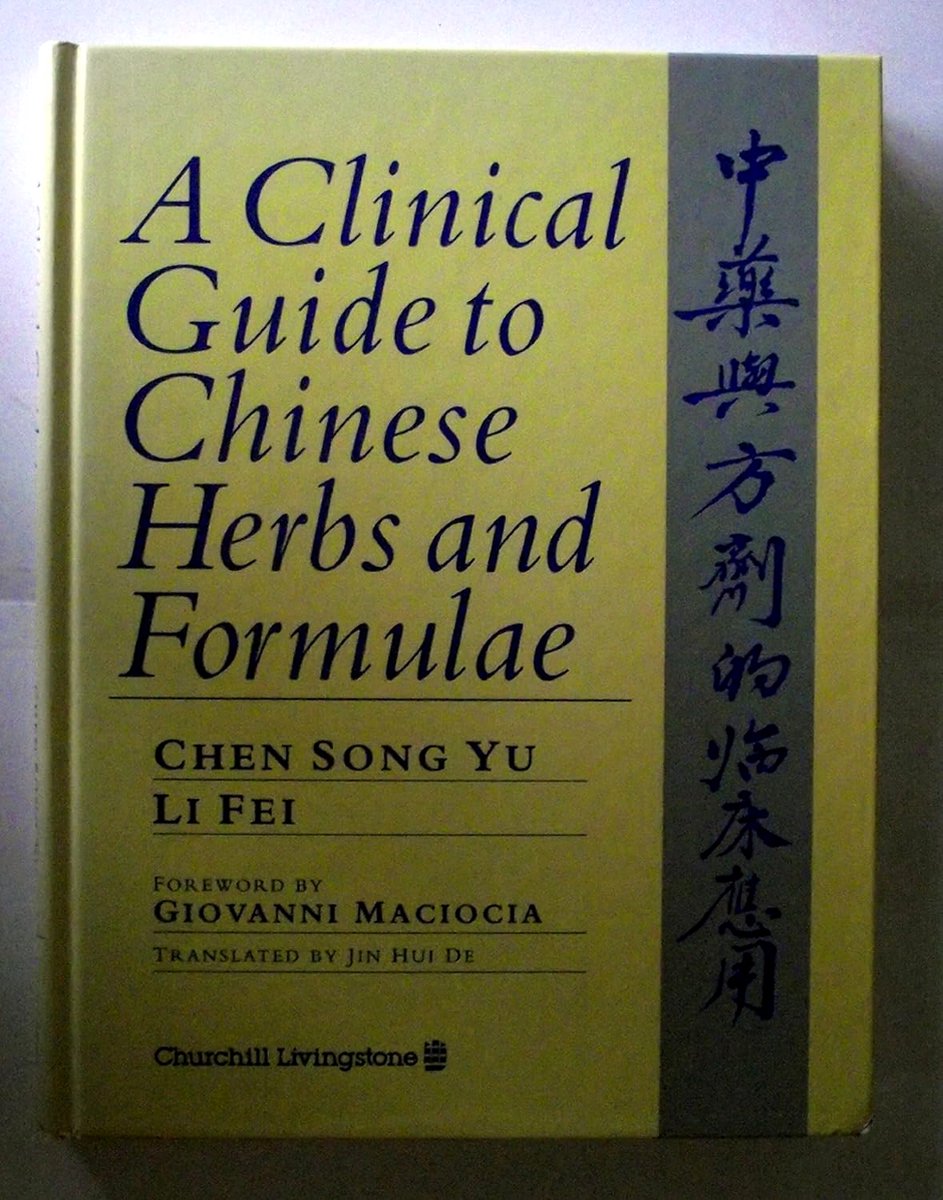 A Clinical
Guide to
Chinese
Herbs and
Formulae
CHEN SONG YU
LI FEI
FOREWORD BY
GIOVANNI MACIOCIA
TRANSLATED BY JIN HUI DE
Churchill Livingstone
中藥與方劑的临床應用